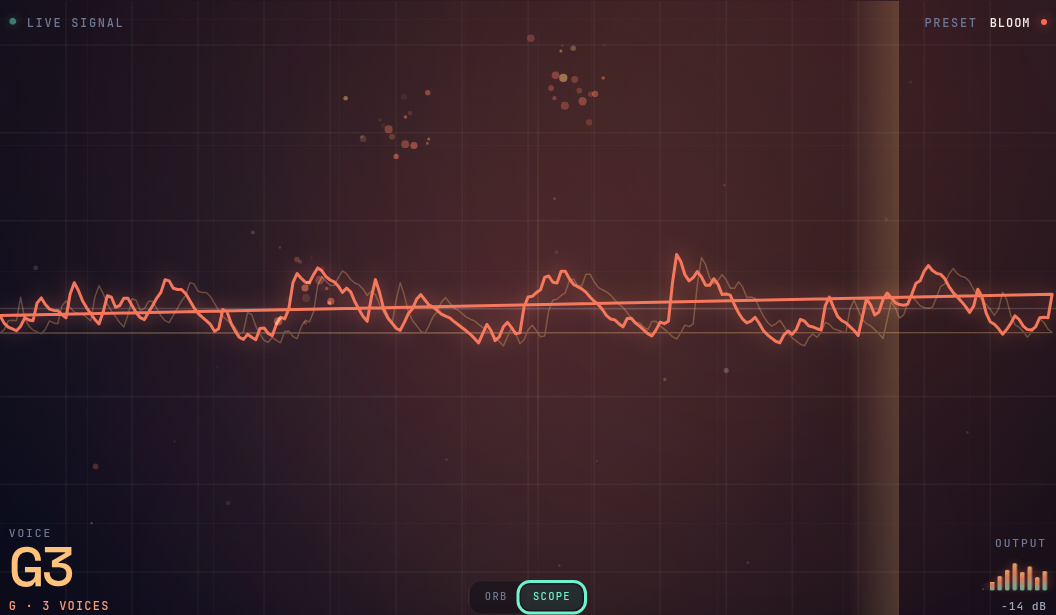 LIVE SIGNAL
PRESET BLOOM
VOICE
G3
G · 3 VOICES
ORB
SCOPE
OUTPUT
-14 dB